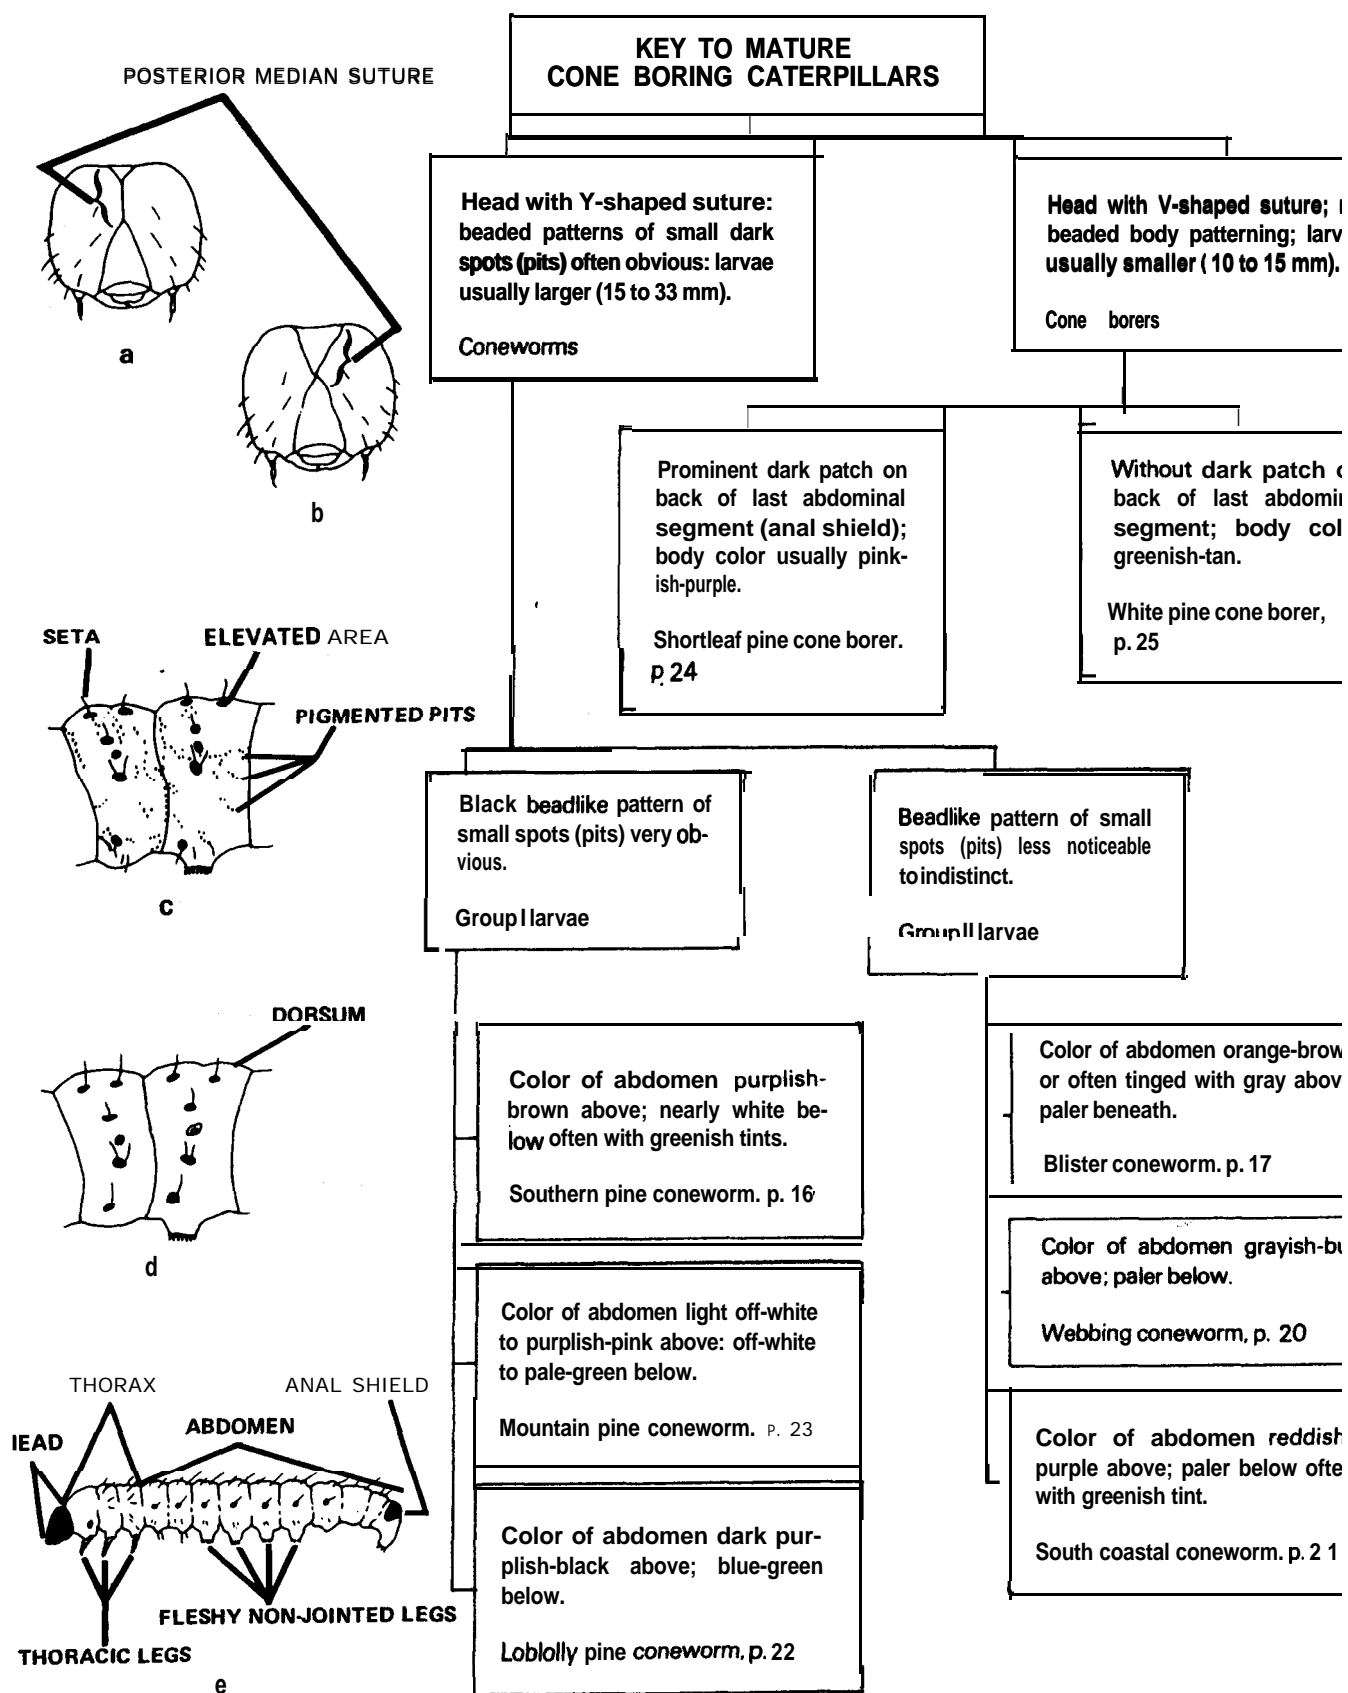 KEY TO MATURE
CONE BORING CATERPILLARS
POSTERIOR MEDIAN SUTURE
a
b
Head with Y-shaped suture:
beaded patterns of small dark
spots (pits) often obvious: larvae
usually larger (15 to 33 mm).
Coneworms
Head with V-shaped suture;
beaded body patterning; larv
usually smaller ( 10 to 15 mm).
Cone borers
Prominent dark patch on
back of last abdominal
segment (anal shield);
body color usually pink-
ish-purple.
Shortleaf pine cone borer.
p. 24
Without dark patch
back of last abdomi
segment; body col
greenish-tan.
White pine cone borer,
p. 25
SETA
ELEVATED AREA
PIGMENTED PITS
c
Black beadlike pattern of
small spots (pits) very ob-
vious.
Group I larvae
Beadlike pattern of small
spots (pits) less noticeable
to indistinct.
Group II larvae
DORSUM
d
Color of abdomen purplish-
brown above; nearly white be-
low often with greenish tints.
Southern pine coneworm. p. 16
Color of abdomen light off-white
to purplish-pink above: off-white
to pale-green below.
Mountain pine coneworm. P. 23
Color of abdomen dark pur-
plish-black above; blue-green
below.
Loblolly pine coneworm, p. 22
Color of abdomen orange-brow
or often tinged with gray abov
paler beneath.
Blister coneworm. p. 17
Color of abdomen grayish-bu
above; paler below.
Webbing coneworm, p. 20
Color of abdomen reddish
purple above; paler below ofte
with greenish tint.
South coastal coneworm. p. 2 1
THORAX
ANAL SHIELD
IEAD
ABDOMEN
FLESHY NON-JOINTED LEGS
THORACIC LEGS
e